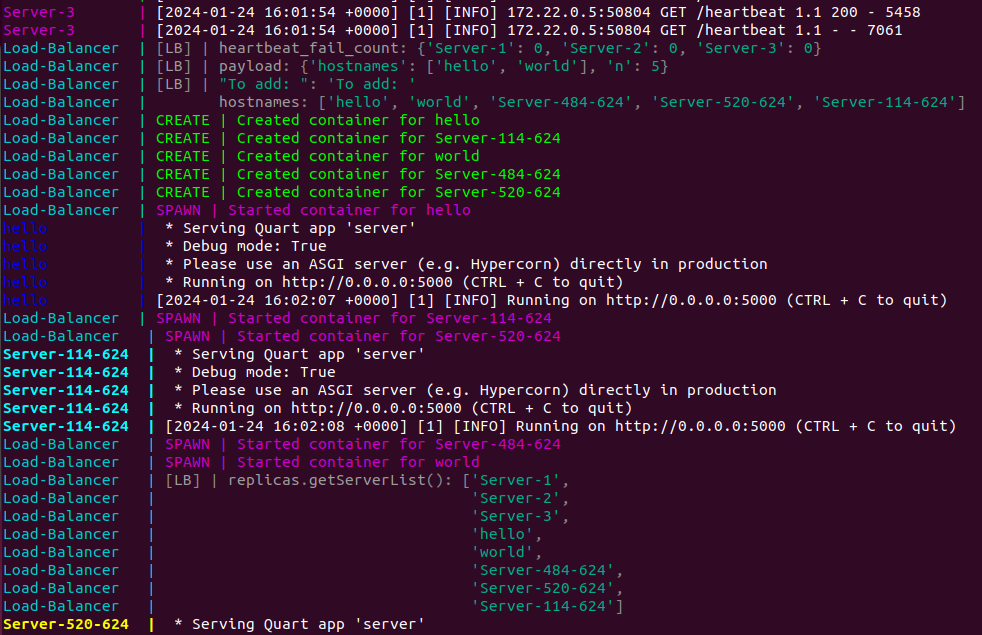 Server-3       | [2024-01-24 16:01:54 +0000] [1] [INFO] 172.22.0.5:50804 GET /heartbeat 1.1 200 - 5458
Server-3       | [2024-01-24 16:01:54 +0000] [1] [INFO] 172.22.0.5:50804 GET /heartbeat 1.1 - - 7061
Load-Balancer  | [LB] | heartbeat_fail_count: {'Server-1': 0, 'Server-2': 0, 'Server-3': 0}
Load-Balancer  | [LB] | payload: {'hostnames': ['hello', 'world'], 'n': 5}
Load-Balancer  | [LB] | "To add: ": 'To add: '
Load-Balancer  |        hostnames: ['hello', 'world', 'Server-484-624', 'Server-520-624', 'Server-114-624']
Load-Balancer  | CREATE | Created container for hello
Load-Balancer  | CREATE | Created container for Server-114-624
Load-Balancer  | CREATE | Created container for world
Load-Balancer  | CREATE | Created container for Server-484-624
Load-Balancer  | CREATE | Created container for Server-520-624
Load-Balancer  | SPAWN | Started container for hello
hello          |  * Serving Quart app 'server'
hello          |  * Debug mode: True
hello          |  * Please use an ASGI server (e.g. Hypercorn) directly in production
hello          |  * Running on http://0.0.0.0:5000 (CTRL + C to quit)
hello          | [2024-01-24 16:02:07 +0000] [1] [INFO] Running on http://0.0.0.0:5000 (CTRL + C to quit)
Load-Balancer  | SPAWN | Started container for Server-114-624
Load-Balancer   | SPAWN | Started container for Server-520-624
Server-114-624  |  * Serving Quart app 'server'
Server-114-624  |  * Debug mode: True
Server-114-624  |  * Please use an ASGI server (e.g. Hypercorn) directly in production
Server-114-624  |  * Running on http://0.0.0.0:5000 (CTRL + C to quit)
Server-114-624  | [2024-01-24 16:02:08 +0000] [1] [INFO] Running on http://0.0.0.0:5000 (CTRL + C to quit)
Load-Balancer   | SPAWN | Started container for Server-484-624
Load-Balancer   | SPAWN | Started container for world
Load-Balancer   | [LB] | replicas.getServerList(): ['Server-1',
Load-Balancer   |                                   'Server-2',
Load-Balancer   |                                   'Server-3',
Load-Balancer   |                                   'hello',
Load-Balancer   |                                   'world',
Load-Balancer   |                                   'Server-484-624',
Load-Balancer   |                                   'Server-520-624',
Load-Balancer   |                                   'Server-114-624']
Server-520-624  |  * Serving Quart app 'server'